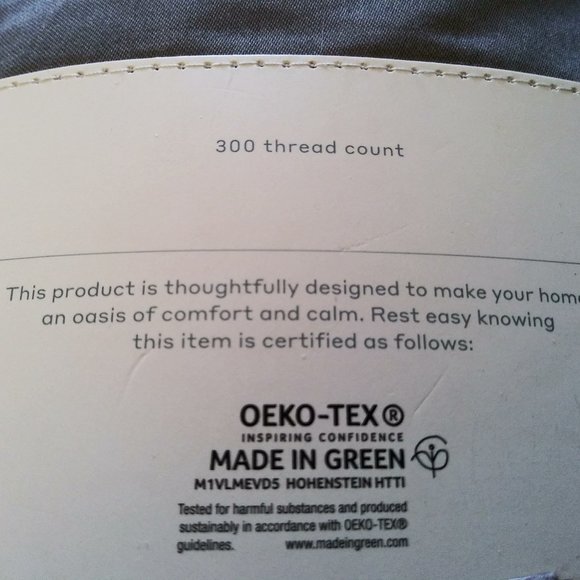 300 thread count
This product is thoughtfully designed to make your home
an oasis of comfort and calm. Rest easy knowing
this item is certified as follows:
OEKO-TEX®
INSPIRING CONFIDENCE
MADE IN GREEN
M1VLMEVD5 HOHENSTEIN HTTI
Tested for harmful substances and produced
sustainably in accordance with OEKO-TEX®
guidelines. www.madeingreen.com